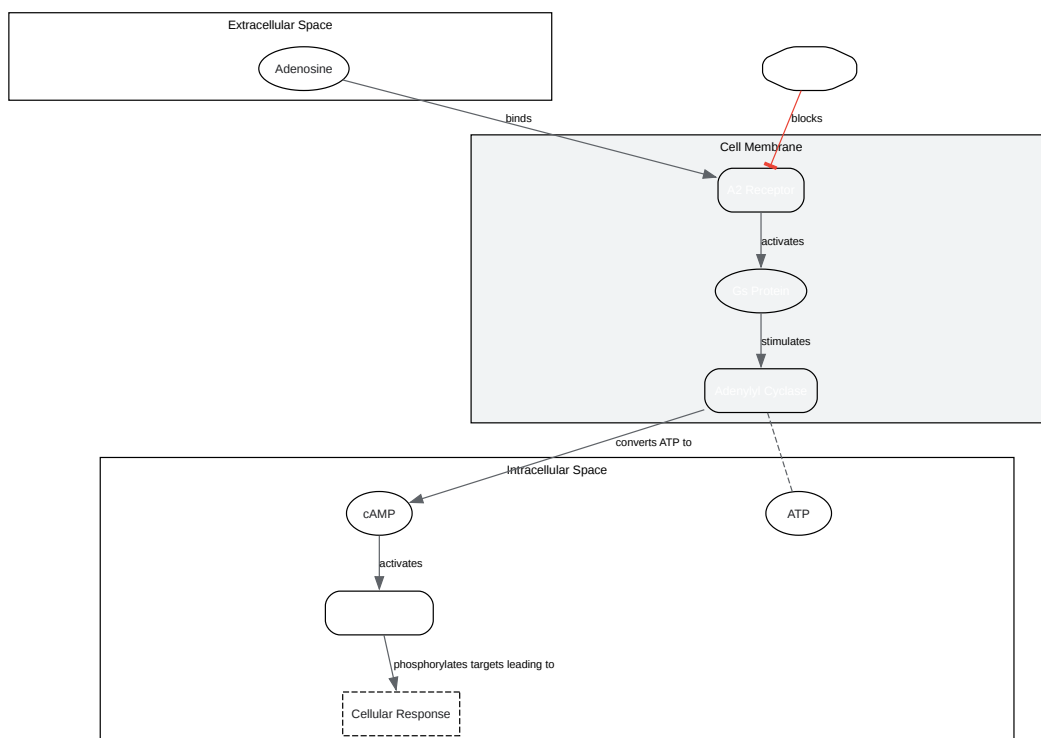 Extracellular Space
Adenosine
binds
blocks
Cell Membrane
A2 Receptor
activates
Gs Protein
stimulates
Adenylyl Cyclase
converts ATP to
Intracellular Space
cAMP
ATP
activates
phosphorylates targets leading to
Cellular Response